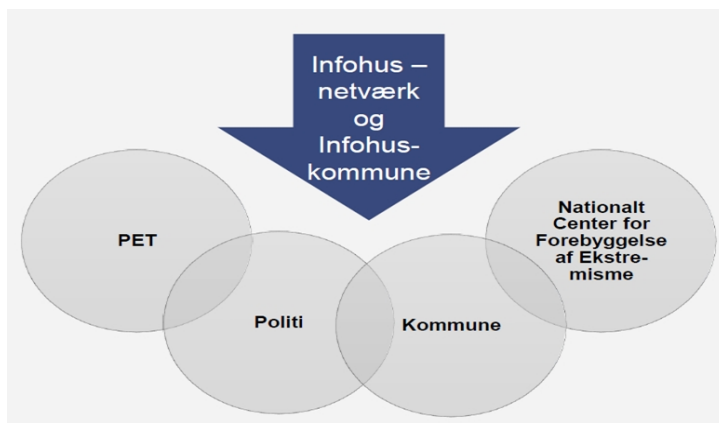 Infohus –
netværk
og
Infohus-
kommune
PET
Politi
Kommune
Nationalt
Center for
Forebyggelse
af Ekstre-
misme